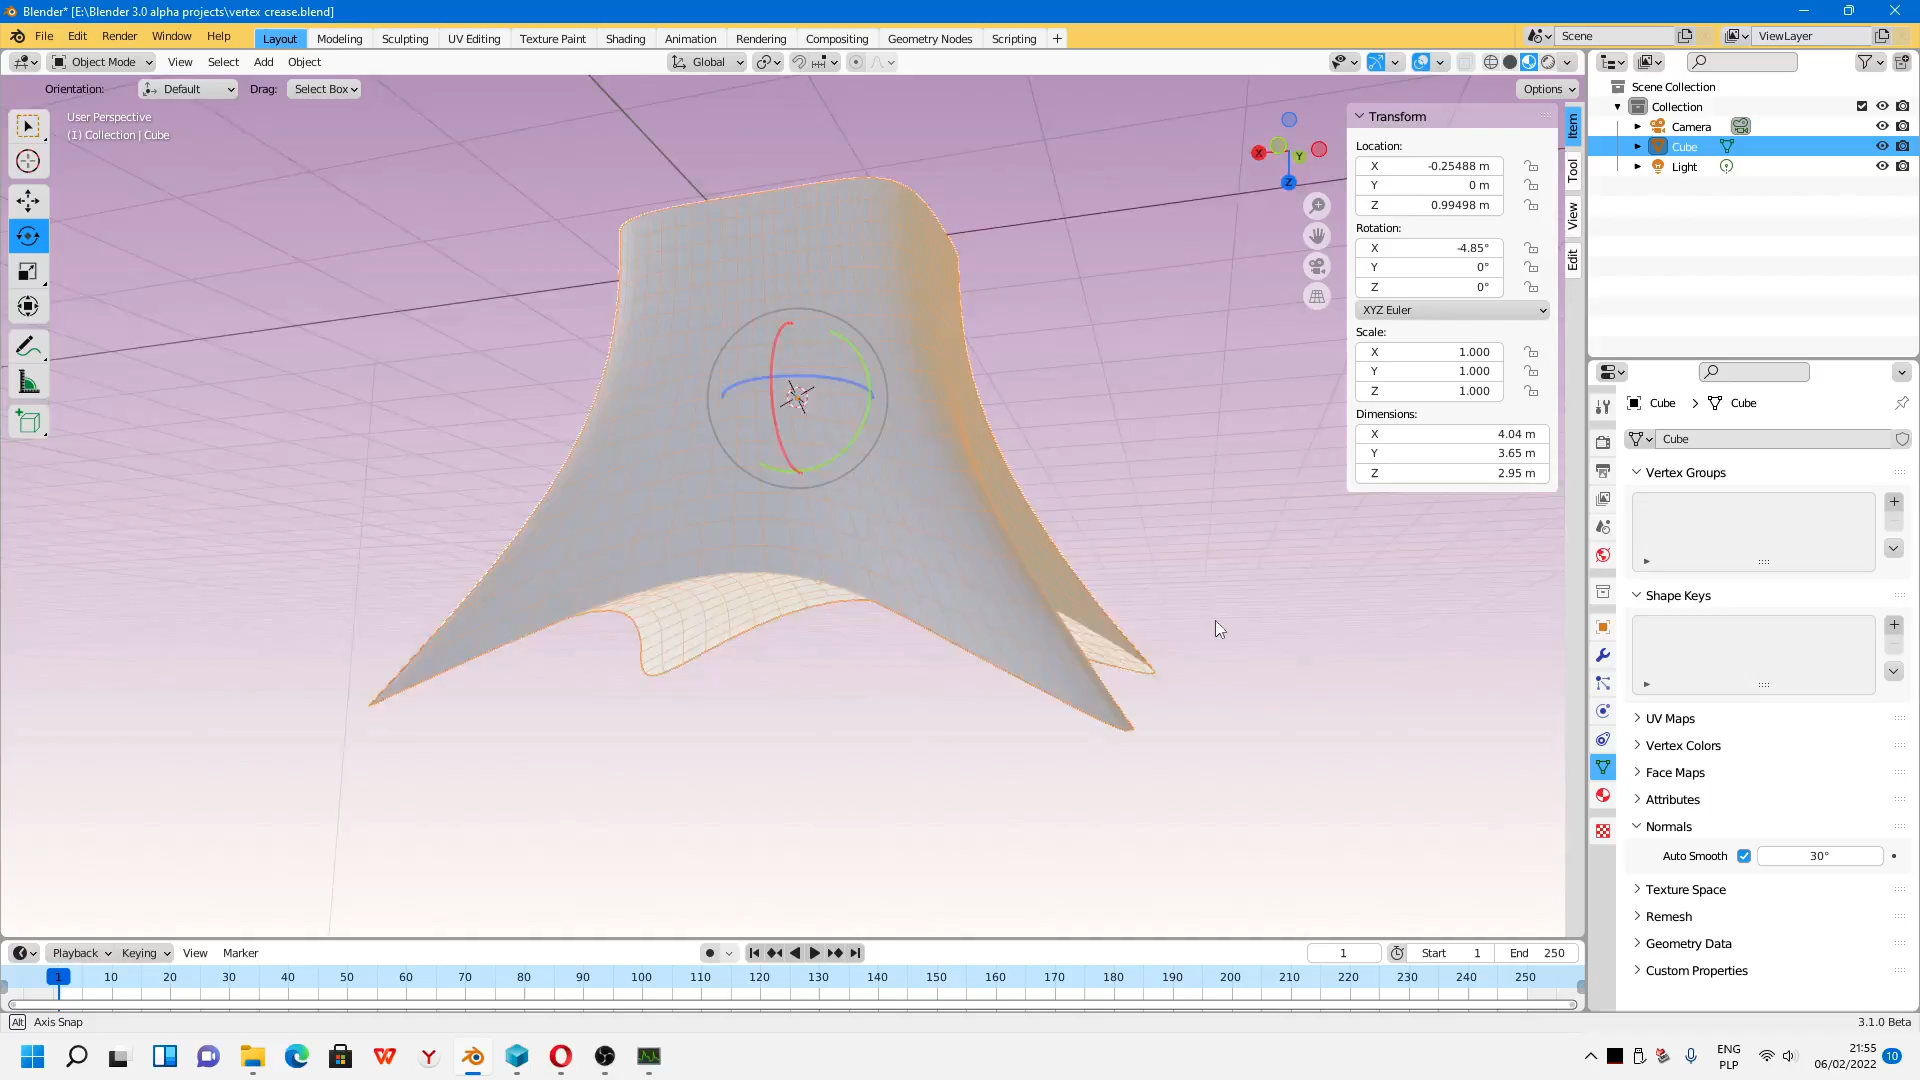 Blender* [E:\Blender 3.0 alpha projects\vertex crease.blend]
File Edit Render Window Help Layout Modeling Sculpting UV Editing Texture Paint Shading Animation Rendering Compositing Geometry Nodes Scripting + Scene ViewLayer
Object Mode View Select Add Object Global
Orientation: Default Drag: Select Box Options
User Perspective
(1) Collection | Cube
X Y Z
Transform
Location:
X -0.25488 m
Y 0 m
Z 0.99498 m
Rotation:
X -4.85°
Y 0°
Z 0°
XYZ Euler
Scale:
X 1.000
Y 1.000
Z 1.000
Dimensions:
X 4.04 m
Y 3.65 m
Z 2.95 m
Item
Tool
View
Edit
Scene Collection
Collection
Camera
Cube
Light
Cube > Cube
Cube
Vertex Groups
Shape Keys
UV Maps
Vertex Colors
Face Maps
Attributes
Normals
Auto Smooth 30°
Texture Space
Remesh
Geometry Data
Custom Properties
Playback Keying View Marker 1 Start 1 End 250
1 10 20 30 40 50 60 70 80 90 100 110 120 130 140 150 160 170 180 190 200 210 220 230 240 250
Alt Axis Snap
3.1.0 Beta
ENG
PLP
21:55
06/02/2022
10